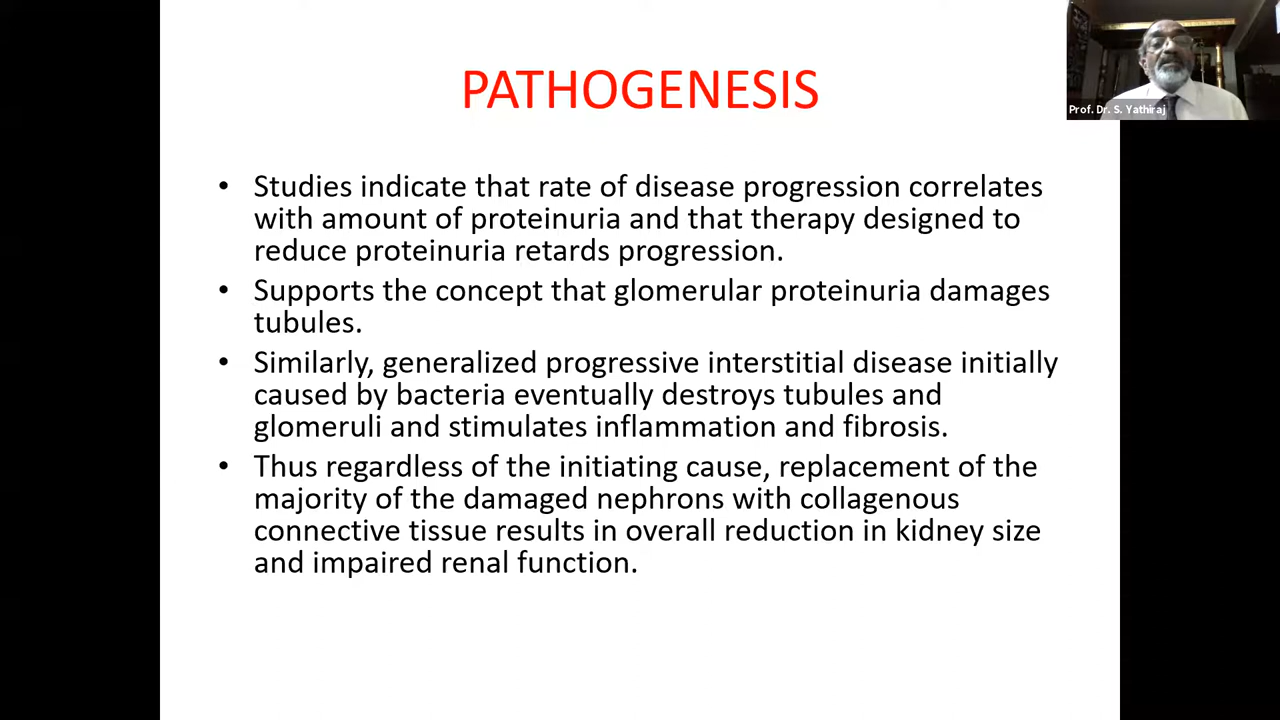 PATHOGENESIS
Prof. Dr. S. Yathiraj
• Studies indicate that rate of disease progression correlates
with amount of proteinuria and that therapy designed to
reduce proteinuria retards progression.
• Supports the concept that glomerular proteinuria damages
tubules.
• Similarly, generalized progressive interstitial disease initially
caused by bacteria eventually destroys tubules and
glomeruli and stimulates inflammation and fibrosis.
• Thus regardless of the initiating cause, replacement of the
majority of the damaged nephrons with collagenous
connective tissue results in overall reduction in kidney size
and impaired renal function.